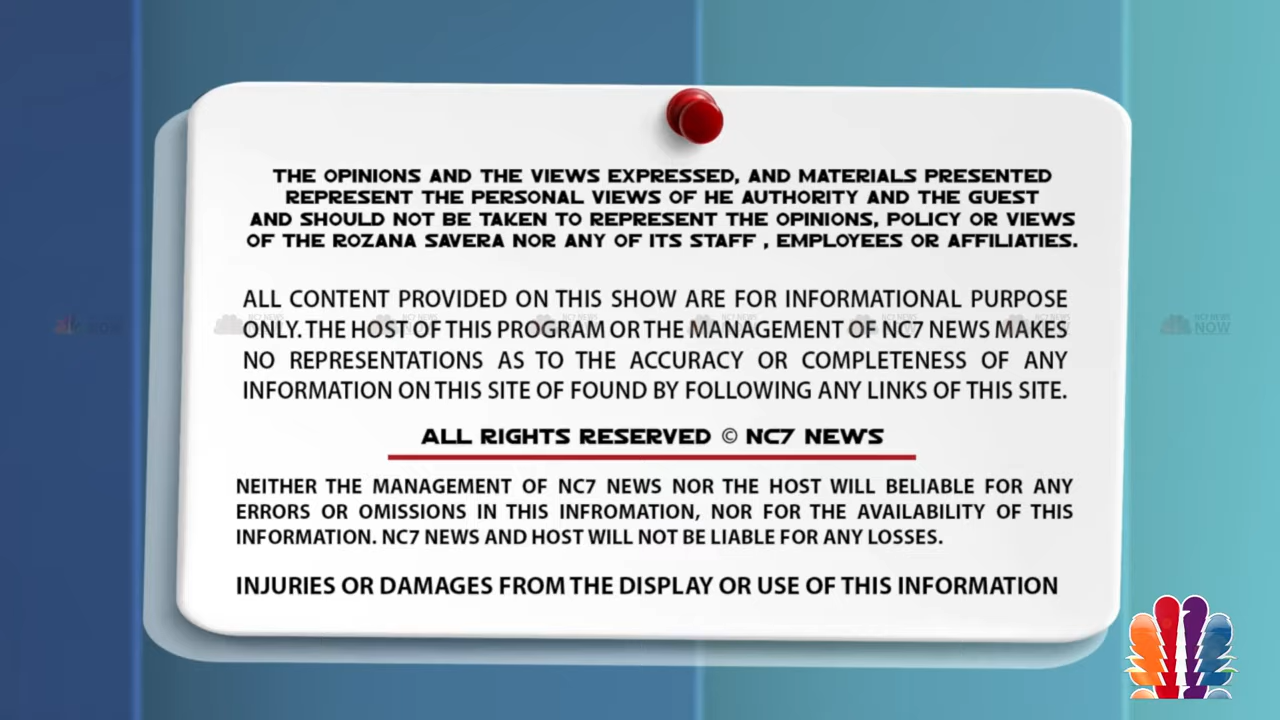 THE OPINIONS AND THE VIEWS EXPRESSED, AND MATERIALS PRESENTED
REPRESENT THE PERSONAL VIEWS OF HE AUTHORITY AND THE GUEST
AND SHOULD NOT BE TAKEN TO REPRESENT THE OPINIONS, POLICY OR VIEWS
OF THE ROZANA SAVERA NOR ANY OF ITS STAFF , EMPLOYEES OR AFFILIATIES.
ALL CONTENT PROVIDED ON THIS SHOW ARE FOR INFORMATIONAL PURPOSE
ONLY. THE HOST OF THIS PROGRAM OR THE MANAGEMENT OF NC7 NEWS MAKES
NO REPRESENTATIONS AS TO THE ACCURACY OR COMPLETENESS OF ANY
INFORMATION ON THIS SITE OF FOUND BY FOLLOWING ANY LINKS OF THIS SITE.
ALL RIGHTS RESERVED © NC7 NEWS
NEITHER THE MANAGEMENT OF NC7 NEWS NOR THE HOST WILL BELIABLE FOR ANY
ERRORS OR OMISSIONS IN THIS INFROMATION, NOR FOR THE AVAILABILITY OF THIS
INFORMATION. NC7 NEWS AND HOST WILL NOT BE LIABLE FOR ANY LOSSES.
INJURIES OR DAMAGES FROM THE DISPLAY OR USE OF THIS INFORMATION
NC7 NEWS
NOW